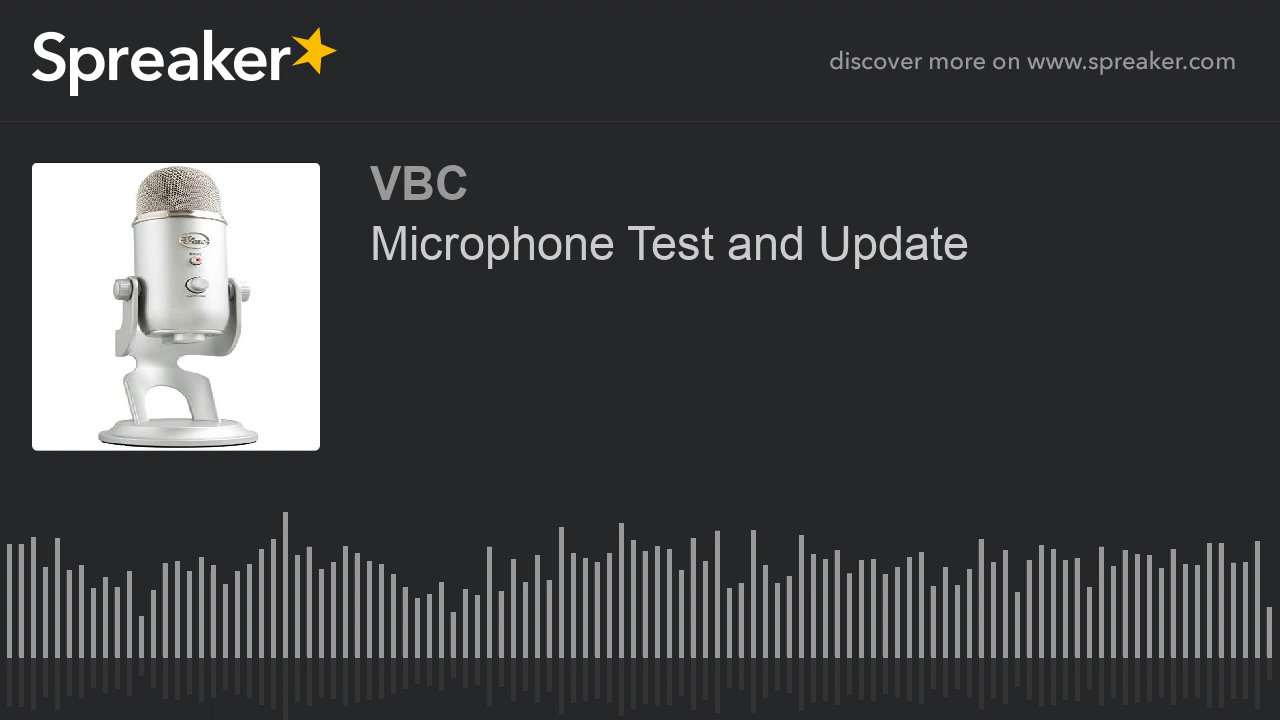 Spreaker
discover more on www.spreaker.com
VBC
Microphone Test and Update